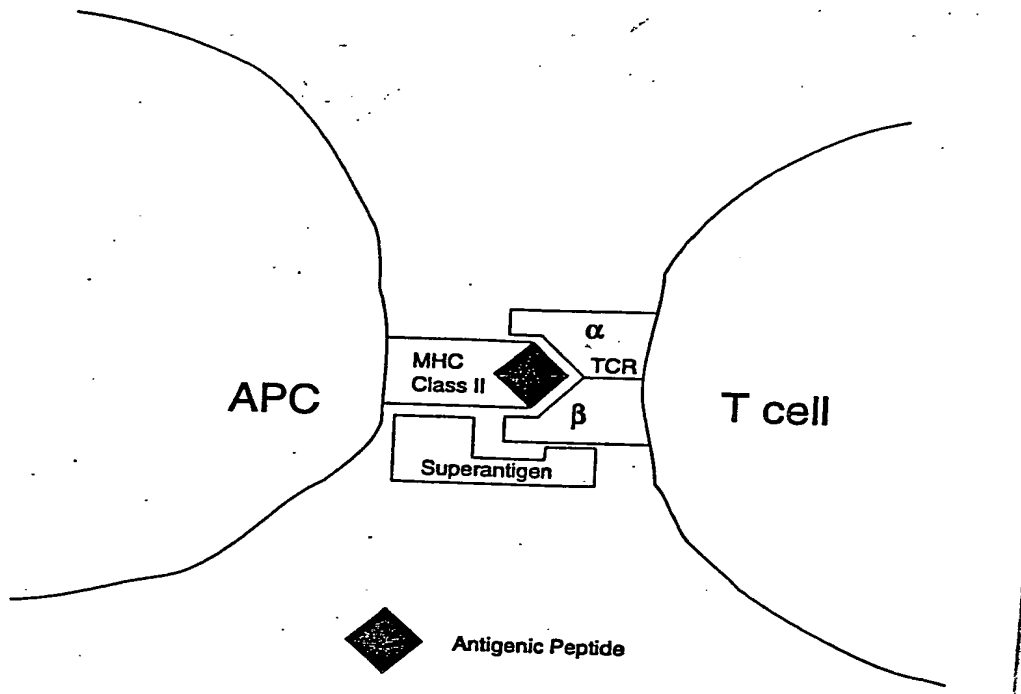 α
TCR
MHC
Class II
APC
β
T cell
Superantigen
Antigenic Peptide